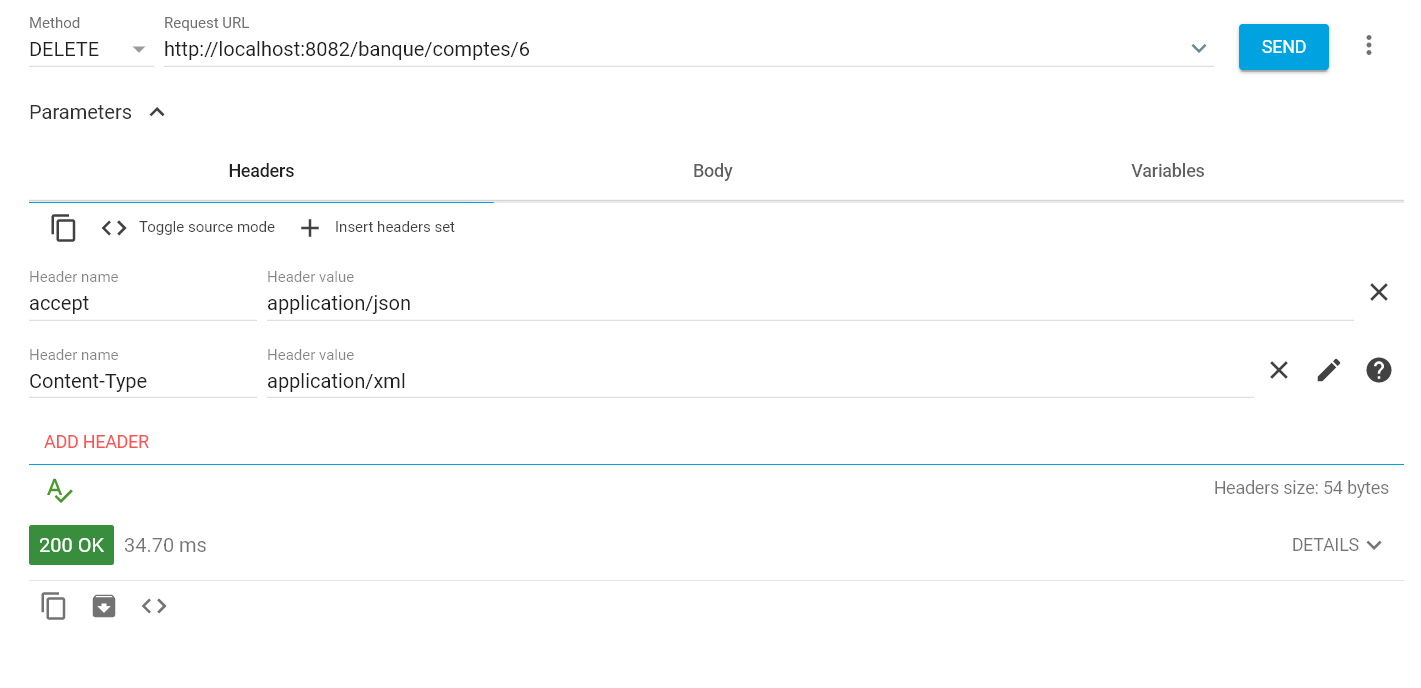 Method Request URL
DELETE http://localhost:8082/banque/comptes/6 SEND
Parameters
Headers Body Variables
Toggle source mode Insert headers set
Header name Header value
accept application/json
Header name Header value
Content-Type application/xml
ADD HEADER
Headers size: 54 bytes
200 OK 34.70 ms DETAILS